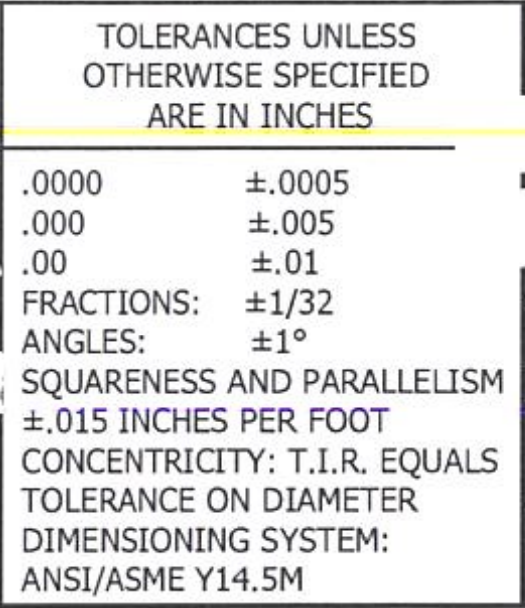 TOLERANCES UNLESS
OTHERWISE SPECIFIED
ARE IN INCHES
.0000 ±.0005
.000 ±.005
.00 ±.01
FRACTIONS: ±1/32
ANGLES: ±1°
SQUARENESS AND PARALLELISM
±.015 INCHES PER FOOT
CONCENTRICITY: T.I.R. EQUALS
TOLERANCE ON DIAMETER
DIMENSIONING SYSTEM:
ANSI/ASME Y14.5M